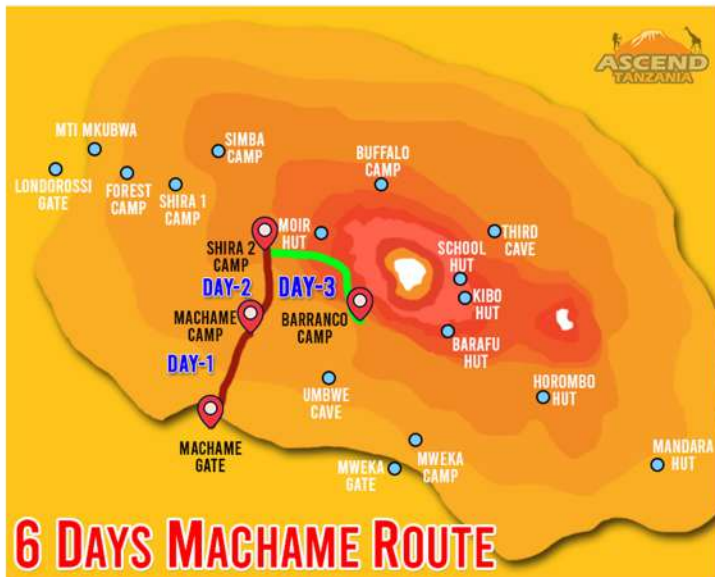 ASCEND
TANZANIA
MTI MKUBWA
LONDOROSSI
GATE
FOREST
CAMP
SHIRA 1
CAMP
SIMBA
CAMP
BUFFALO
CAMP
SHIRA 2
CAMP
MOIR
HUT
THIRD
CAVE
SCHOOL
HUT
KIBO
HUT
DAY-2
DAY-3
MACHAME
CAMP
BARRANCO
CAMP
BARAFU
HUT
DAY-1
UMBWE
CAVE
HOROMBO
HUT
MACHAME
GATE
MWEKA
GATE
MWEKA
CAMP
MANDARA
HUT
6 DAYS MACHAME ROUTE